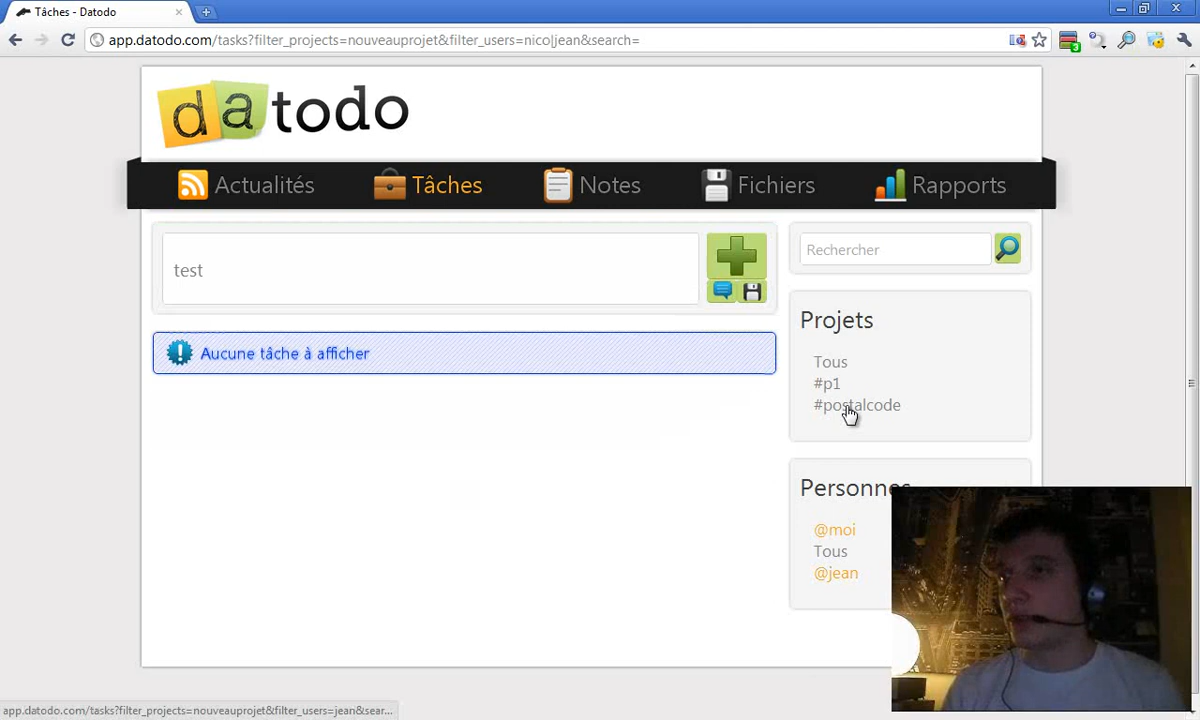 Tâches - Datodo
app.datodo.com/tasks?filter_projects=nouveauprojet&filter_users=nico|jean&search=
3
datodo
Actualités
Tâches
Notes
Fichiers
Rapports
test
Rechercher
Aucune tâche à afficher
Projets
Tous
#p1
#postalcode
Personnes
@moi
Tous
@jean
app.datodo.com/tasks?filter_projects=nouveauprojet&filter_users=jean&sear...